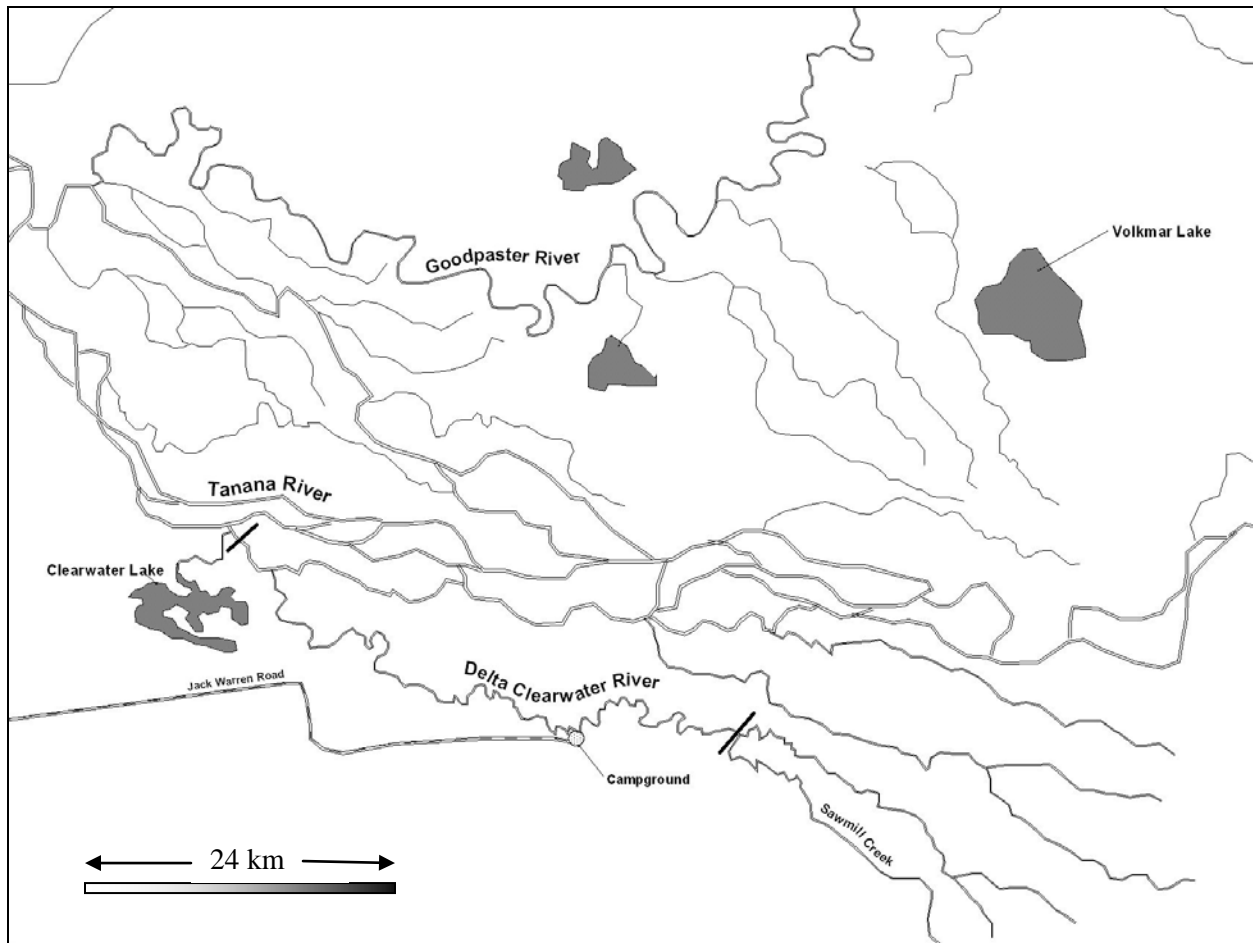 Volkmar Lake
Goodpaster River
Tanana River
Clearwater Lake
Jack Warren Road
Delta Clearwater River
Campground
Sawmill Creek
24 km